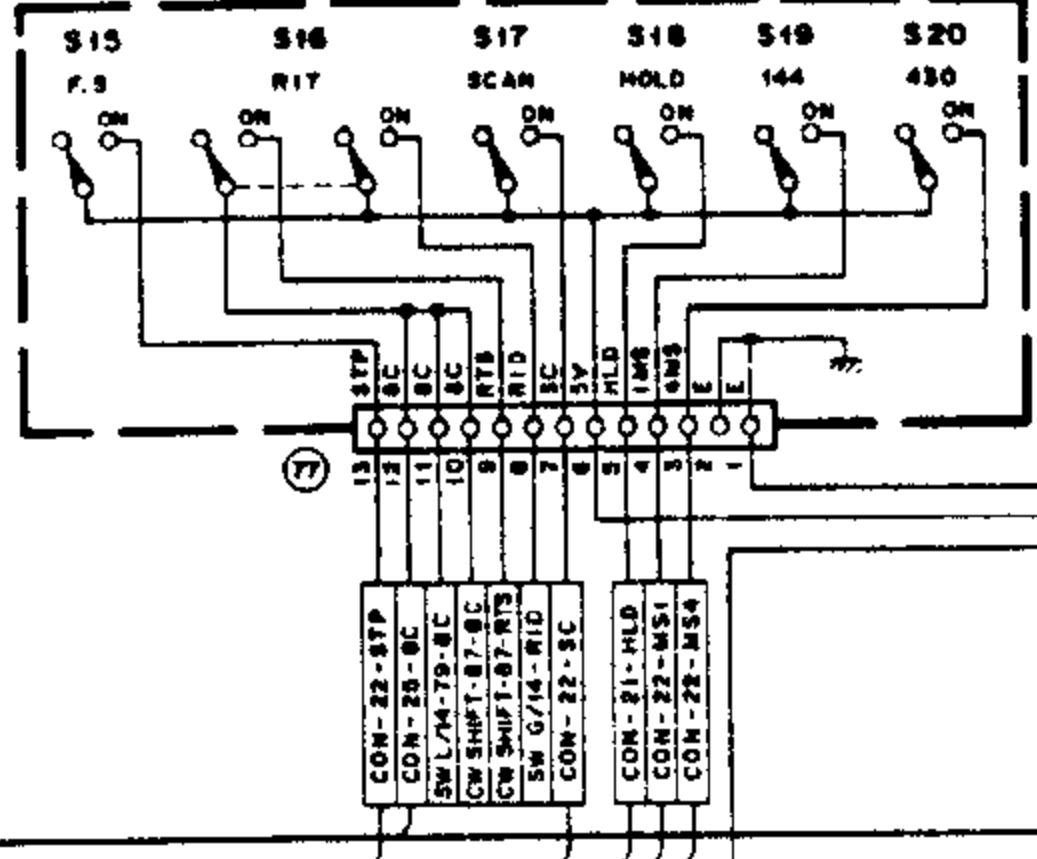 S15 S16 S17 S18 S19 S20
F.S RIT SCAN HOLD 144 430
ON ON ON ON ON ON ON
STP 8C 8C 8C RTS RID SC 5V HLD 1MS 4MS E E
77 13 12 11 10 9 8 7 6 5 4 3 2 1
CON-22-STP
CON-25-8C
SW L/14-79-8C
CW SHIFT-87-8C
CW SHIFT-87-RTS
SW G/14-RID
CON-22-SC
CON-21-HLD
CON-22-MS1
CON-22-MS4